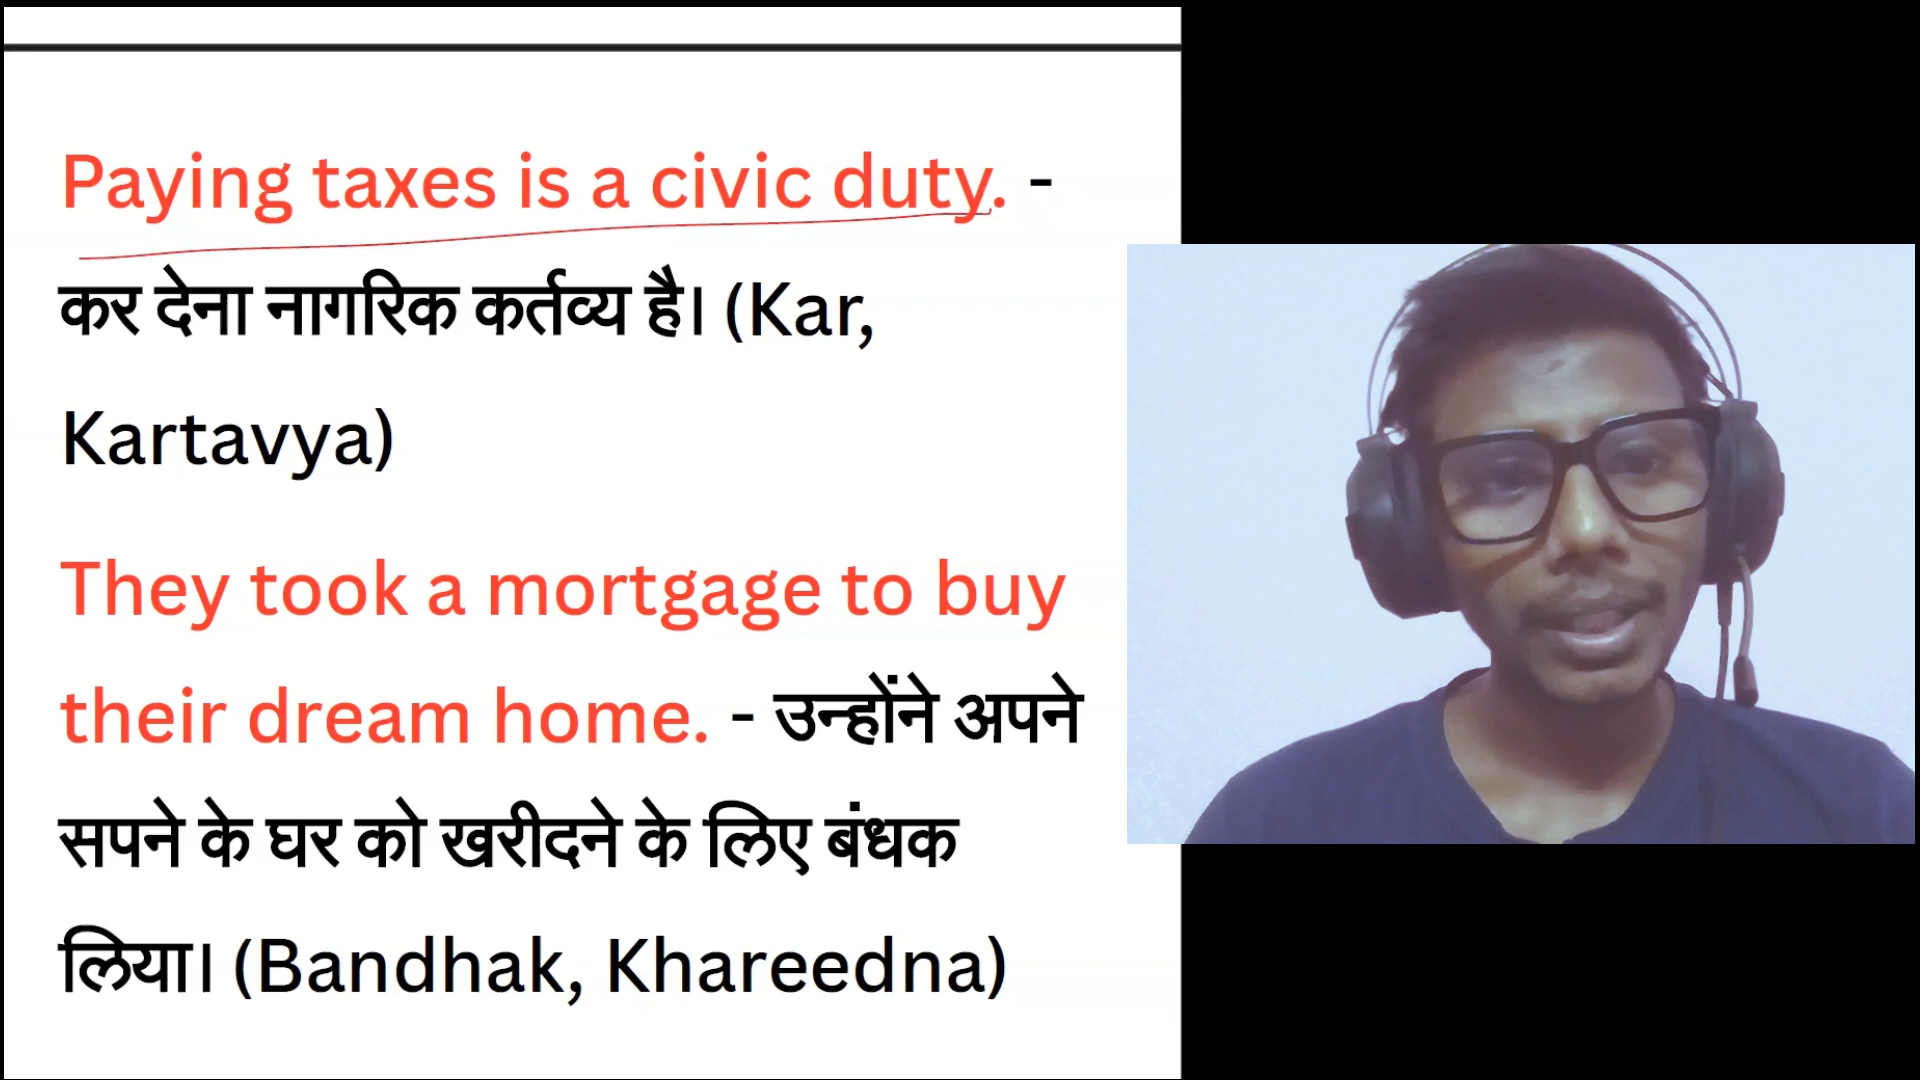 Paying taxes is a civic duty. -
कर देना नागरिक कर्तव्य है। (Kar,
Kartavya)
They took a mortgage to buy
their dream home. - उन्होंने अपने
सपने के घर को खरीदने के लिए बंधक
लिया। (Bandhak, Khareedna)